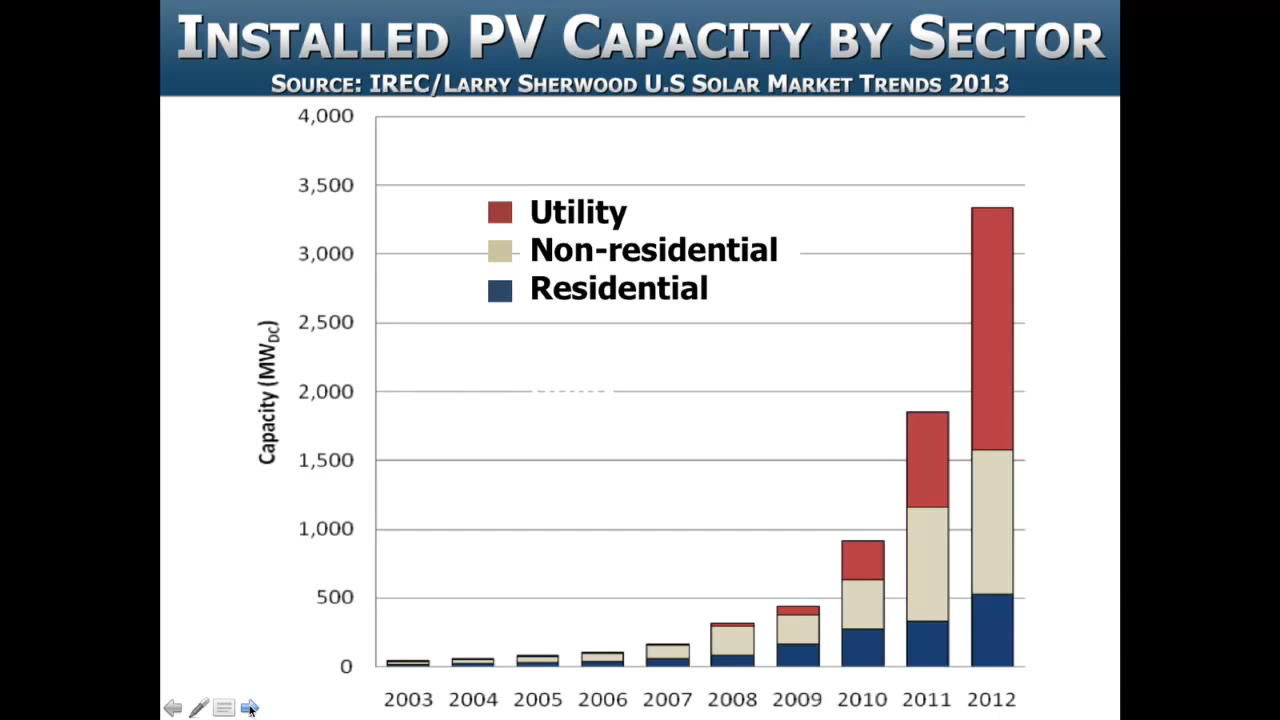 INSTALLED PV CAPACITY BY SECTOR
SOURCE: IREC/LARRY SHERWOOD U.S SOLAR MARKET TRENDS 2013
4,000
3,500
3,000
2,500
2,000
1,500
1,000
500
0
Capacity (MWDC)
Utility
Non-residential
Residential
2003 2004 2005 2006 2007 2008 2009 2010 2011 2012